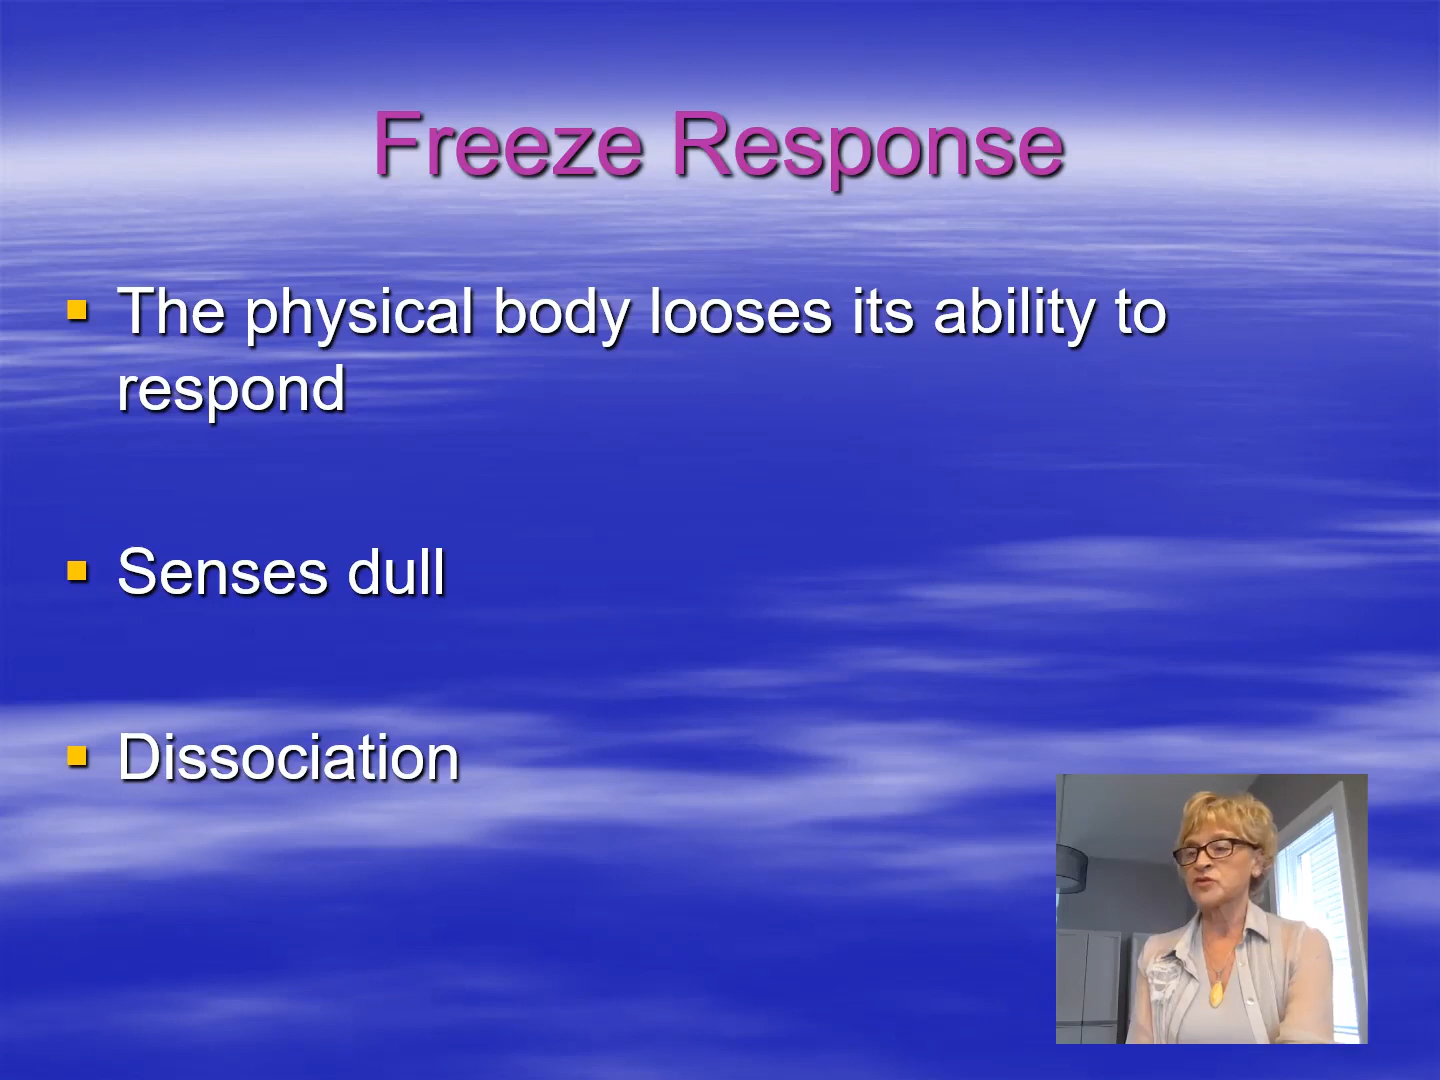 Freeze Response
The physical body looses its ability to
respond
Senses dull
Dissociation